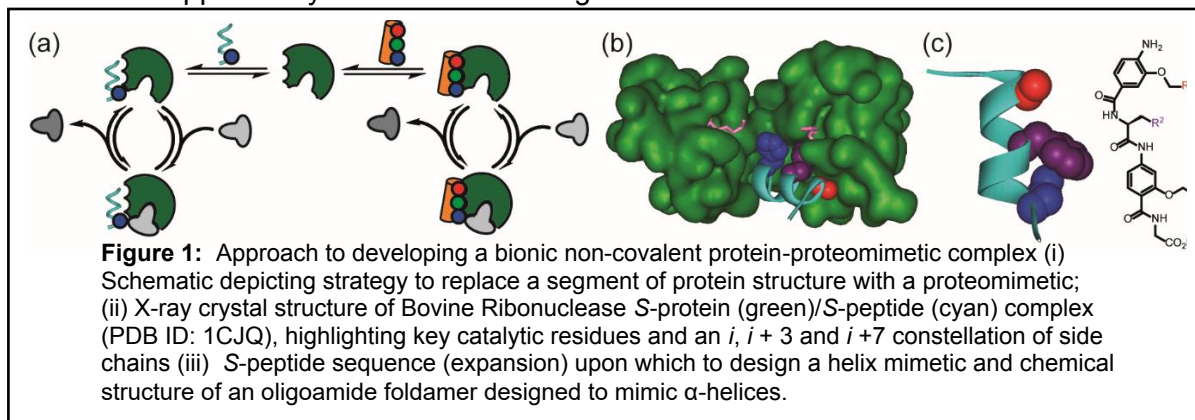 (a)
(b)
(c)
NH₂
O
R
O
HN
R²
O
NH
O
O
HN
CO₂
Figure 1: Approach to developing a bionic non-covalent protein-proteomimetic complex (i)
Schematic depicting strategy to replace a segment of protein structure with a proteomimetic;
(ii) X-ray crystal structure of Bovine Ribonuclease S-protein (green)/S-peptide (cyan) complex
(PDB ID: 1CJQ), highlighting key catalytic residues and an i, i + 3 and i +7 constellation of side
chains (iii) S-peptide sequence (expansion) upon which to design a helix mimetic and chemical
structure of an oligoamide foldamer designed to mimic α-helices.